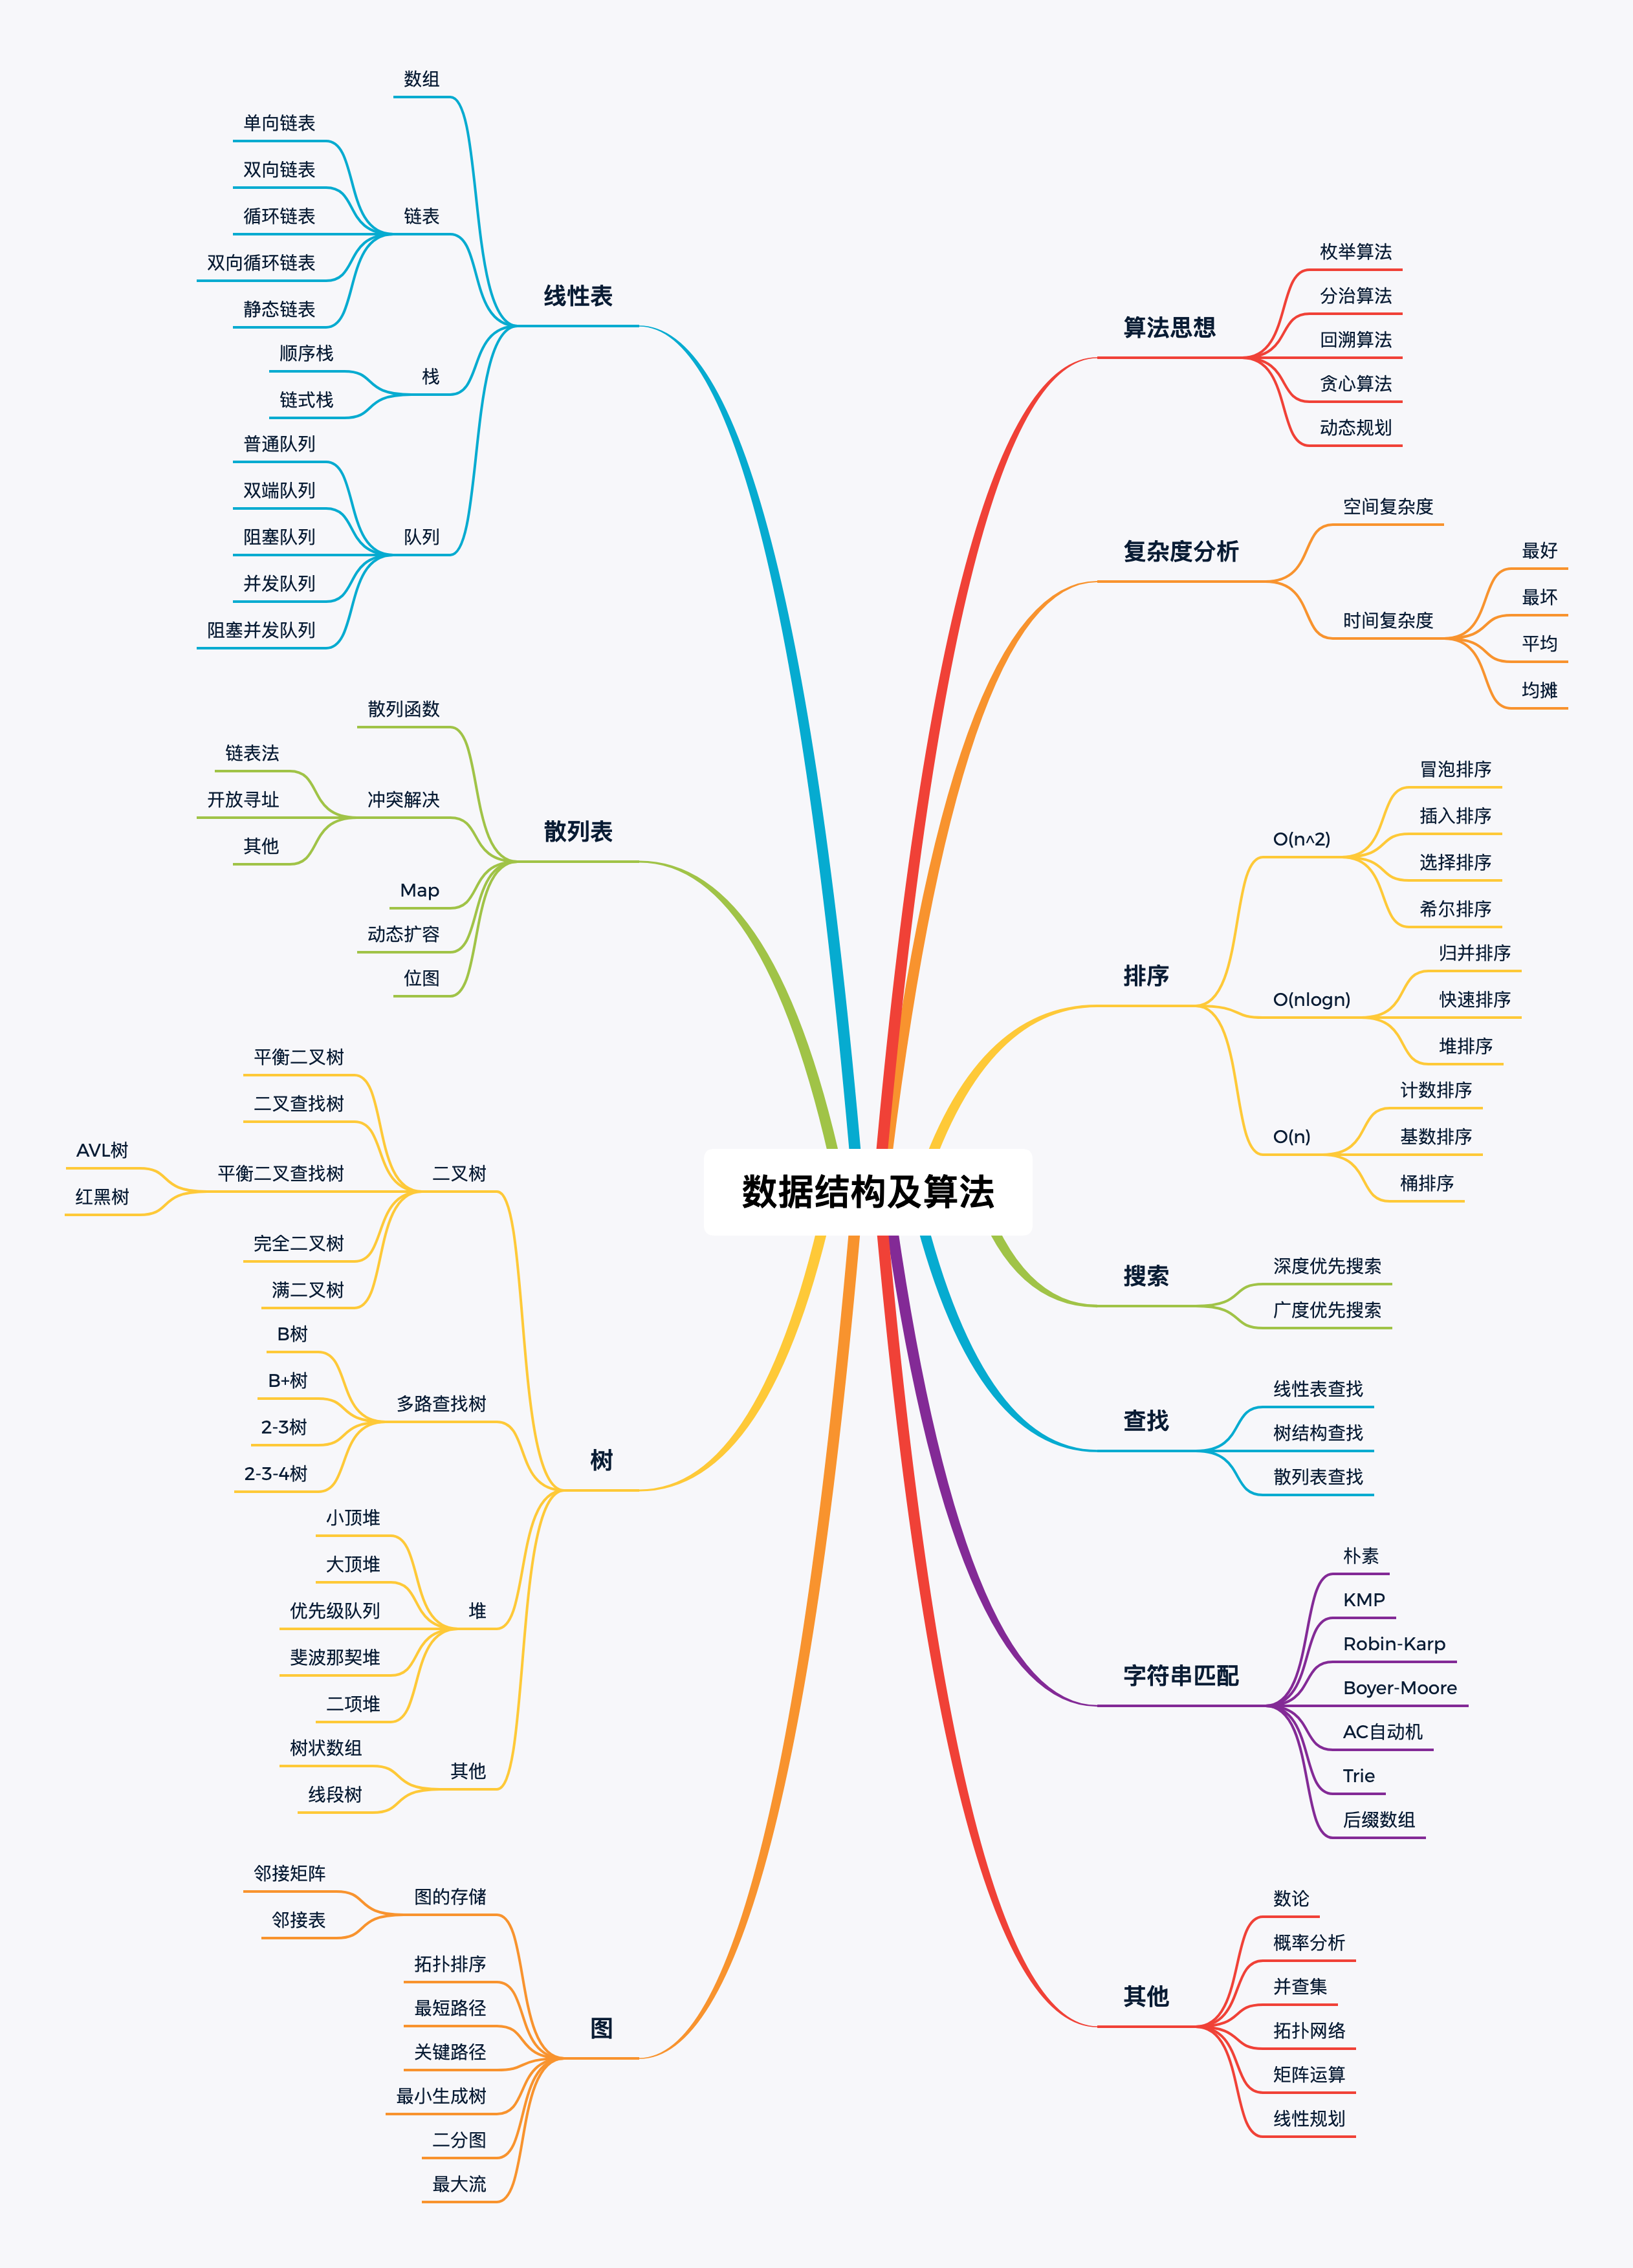 数据结构及算法
线性表
数组
链表
单向链表
双向链表
循环链表
双向循环链表
静态链表
栈
顺序栈
链式栈
队列
普通队列
双端队列
阻塞队列
并发队列
阻塞并发队列
散列表
散列函数
冲突解决
链表法
开放寻址
其他
Map
动态扩容
位图
树
二叉树
平衡二叉树
二叉查找树
平衡二叉查找树
AVL树
红黑树
完全二叉树
满二叉树
多路查找树
B树
B+树
2-3树
2-3-4树
堆
小顶堆
大顶堆
优先级队列
斐波那契堆
二项堆
其他
树状数组
线段树
图
图的存储
邻接矩阵
邻接表
拓扑排序
最短路径
关键路径
最小生成树
二分图
最大流
算法思想
枚举算法
分治算法
回溯算法
贪心算法
动态规划
复杂度分析
空间复杂度
时间复杂度
最好
最坏
平均
均摊
排序
O(n^2)
冒泡排序
插入排序
选择排序
希尔排序
O(nlogn)
归并排序
快速排序
堆排序
O(n)
计数排序
基数排序
桶排序
搜索
深度优先搜索
广度优先搜索
查找
线性表查找
树结构查找
散列表查找
字符串匹配
朴素
KMP
Robin-Karp
Boyer-Moore
AC自动机
Trie
后缀数组
其他
数论
概率分析
并查集
拓扑网络
矩阵运算
线性规划